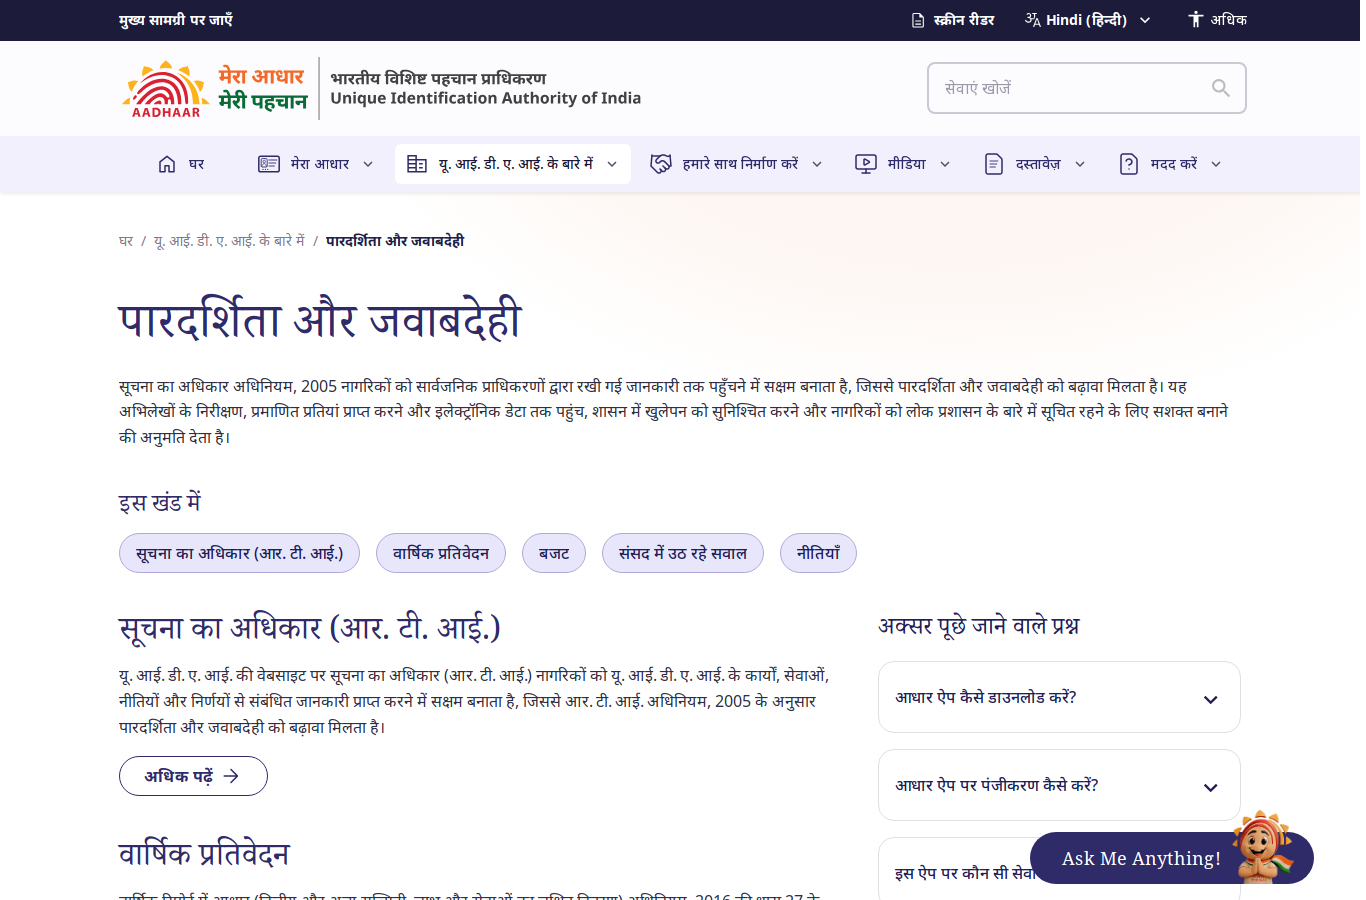 मुख्य सामग्री पर जाएँ
स्क्रीन रीडर
Hindi (हिन्दी)
अधिक
AADHAAR
मेरा आधार
मेरी पहचान
भारतीय विशिष्ट पहचान प्राधिकरण
Unique Identification Authority of India
सेवाएं खोजें
घर
मेरा आधार
यू. आई. डी. ए. आई. के बारे में
हमारे साथ निर्माण करें
मीडिया
दस्तावेज़
मदद करें
घर / यू. आई. डी. ए. आई. के बारे में / पारदर्शिता और जवाबदेही
पारदर्शिता और जवाबदेही
सूचना का अधिकार अधिनियम, 2005 नागरिकों को सार्वजनिक प्राधिकरणों द्वारा रखी गई जानकारी तक पहुँचने में सक्षम बनाता है, जिससे पारदर्शिता और जवाबदेही को बढ़ावा मिलता है। यह
अभिलेखों के निरीक्षण, प्रमाणित प्रतियां प्राप्त करने और इलेक्ट्रॉनिक डेटा तक पहुंच, शासन में खुलेपन को सुनिश्चित करने और नागरिकों को लोक प्रशासन के बारे में सूचित रहने के लिए सशक्त बनाने
की अनुमति देता है।
इस खंड में
सूचना का अधिकार (आर. टी. आई.)
वार्षिक प्रतिवेदन
बजट
संसद में उठ रहे सवाल
नीतियाँ
सूचना का अधिकार (आर. टी. आई.)
यू. आई. डी. ए. आई. की वेबसाइट पर सूचना का अधिकार (आर. टी. आई.) नागरिकों को यू. आई. डी. ए. आई. के कार्यों, सेवाओं,
नीतियों और निर्णयों से संबंधित जानकारी प्राप्त करने में सक्षम बनाता है, जिससे आर. टी. आई. अधिनियम, 2005 के अनुसार
पारदर्शिता और जवाबदेही को बढ़ावा मिलता है।
अधिक पढ़ें
वार्षिक प्रतिवेदन
अक्सर पूछे जाने वाले प्रश्न
आधार ऐप कैसे डाउनलोड करें?
आधार ऐप पर पंजीकरण कैसे करें?
इस ऐप पर कौन सी
Ask Me Anything!